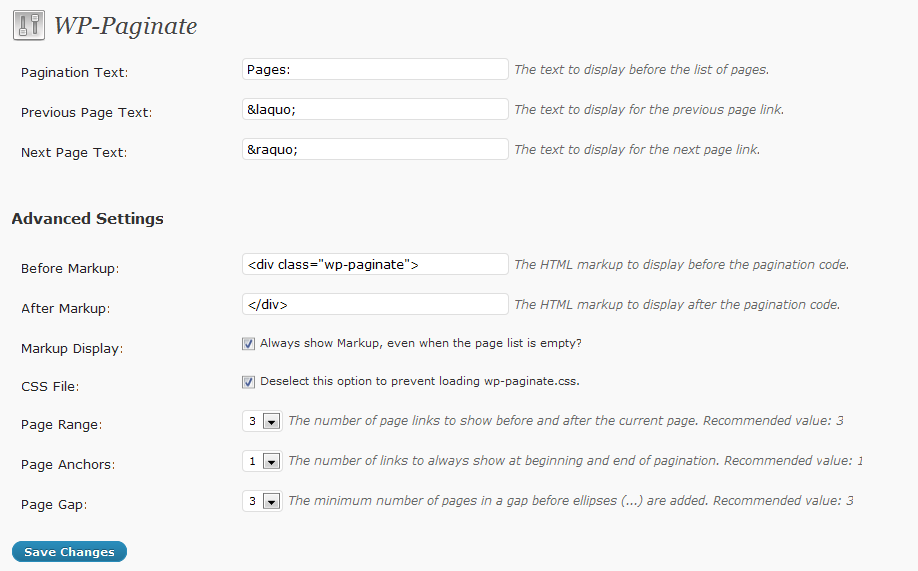 WP-Paginate
Pagination Text: Pages: The text to display before the list of pages.
Previous Page Text: &laquo; The text to display for the previous page link.
Next Page Text: &raquo; The text to display for the next page link.
Advanced Settings
Before Markup: <div class="wp-paginate"> The HTML markup to display before the pagination code.
After Markup: </div> The HTML markup to display after the pagination code.
Markup Display: Always show Markup, even when the page list is empty?
CSS File: Deselect this option to prevent loading wp-paginate.css.
Page Range: 3 The number of page links to show before and after the current page. Recommended value: 3
Page Anchors: 1 The number of links to always show at beginning and end of pagination. Recommended value: 1
Page Gap: 3 The minimum number of pages in a gap before ellipses (...) are added. Recommended value: 3
Save Changes